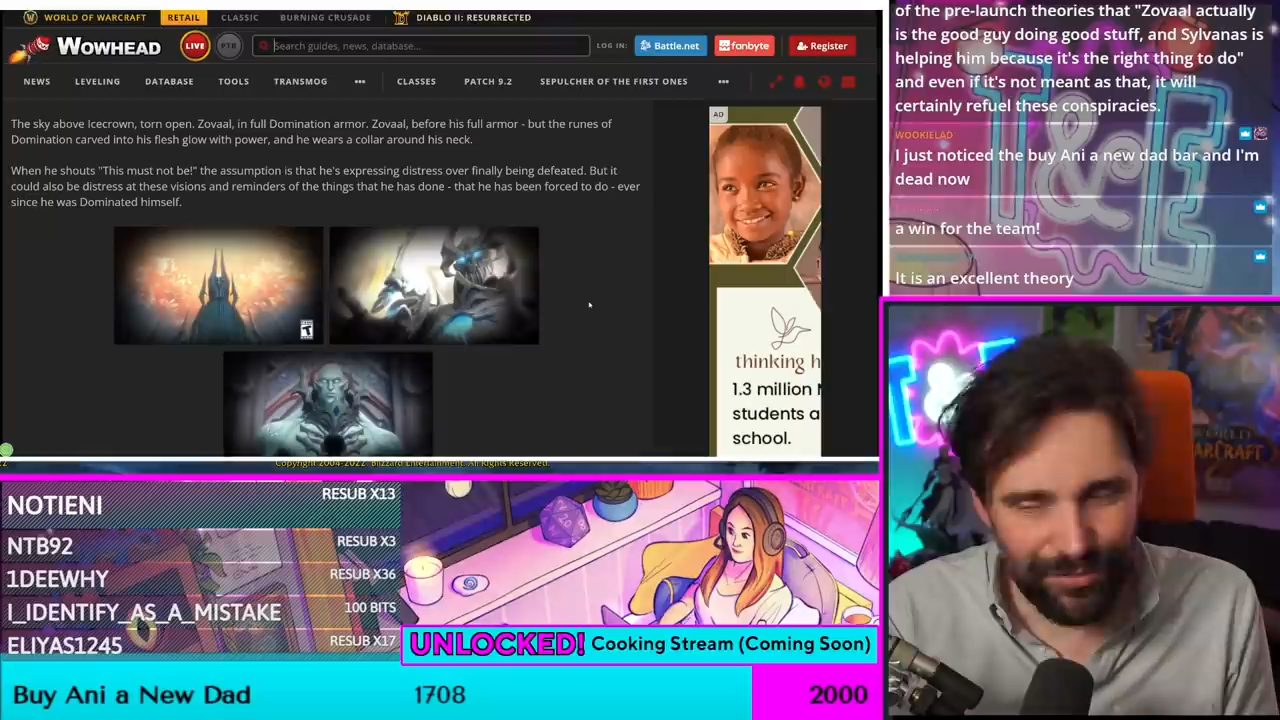 WORLD OF WARCRAFT RETAIL CLASSIC BURNING CRUSADE DIABLO II: RESURRECTED
WOWHEAD LIVE PTR Search guides, news, database... LOG IN: Battle.net fanbyte Register
NEWS LEVELING DATABASE TOOLS TRANSMOG ••• CLASSES PATCH 9.2 SEPULCHER OF THE FIRST ONES •••
The sky above Icecrown, torn open. Zovaal, in full Domination armor. Zovaal, before his full armor - but the runes of
Domination carved into his flesh glow with power, and he wears a collar around his neck.
When he shouts "This must not be!" the assumption is that he's expressing distress over finally being defeated. But it
could also be distress at these visions and reminders of the things that he has done - that he has been forced to do - ever
since he was Dominated himself.
AD
thinking h
1.3 million
students a
school.
Copyright 2004-2022 Blizzard Entertainment. All Rights Reserved.
of the pre-launch theories that "Zovaal actually
is the good guy doing good stuff, and Sylvanas is
helping him because it's the right thing to do"
and even if it's not meant as that, it will
certainly refuel these conspiracies.
WOOKIELAD
I just noticed the buy Ani a new dad bar and I'm
dead now
a win for the team!
It is an excellent theory
NOTIENI RESUB X13
NTB92 RESUB X3
1DEEWHY RESUB X36
I_IDENTIFY_AS_A_MISTAKE 100 BITS
ELIYAS1245 RESUB X17
UNLOCKED! Cooking Stream (Coming Soon)
Buy Ani a New Dad 1708 2000